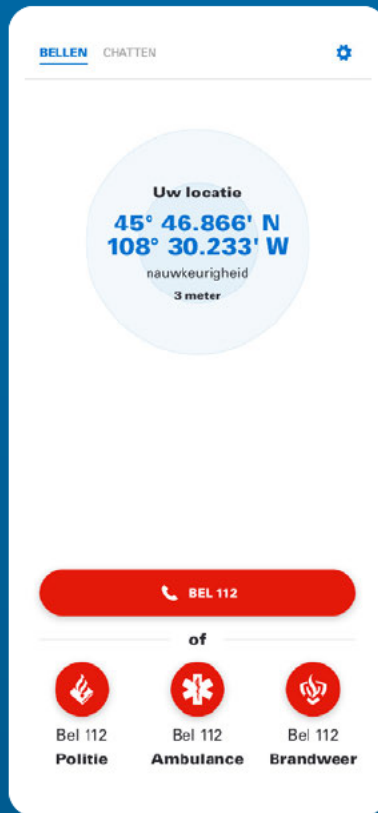 BELLEN CHATTEN
Uw locatie
45° 46.866' N
108° 30.233' W
nauwkeurigheid
3 meter
BEL 112
of
Bel 112 Bel 112 Bel 112
Politie Ambulance Brandweer